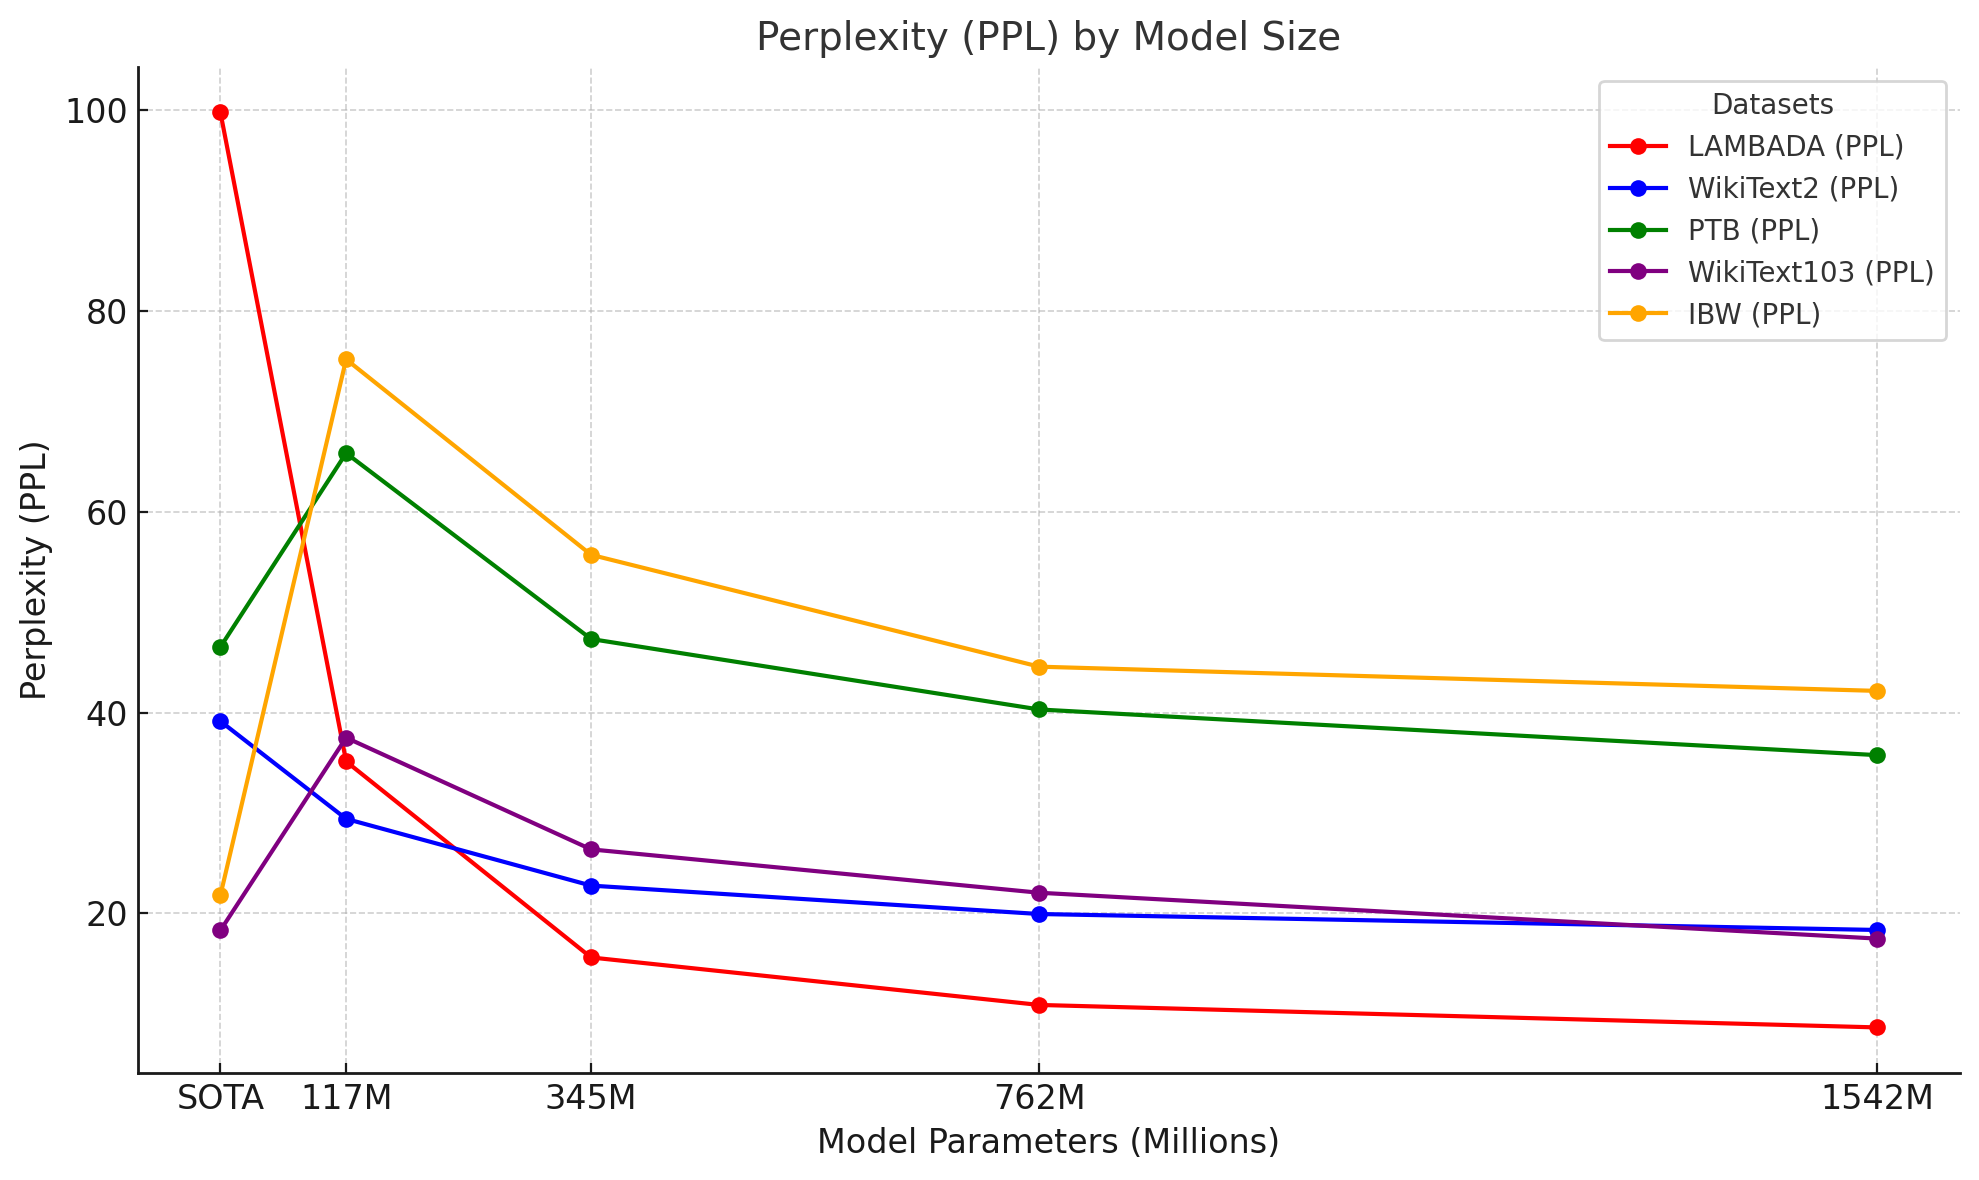 Perplexity (PPL) by Model Size
Perplexity (PPL)
100
80
60
40
20
Datasets
LAMBADA (PPL)
WikiText2 (PPL)
PTB (PPL)
WikiText103 (PPL)
IBW (PPL)
SOTA 117M 345M 762M 1542M
Model Parameters (Millions)